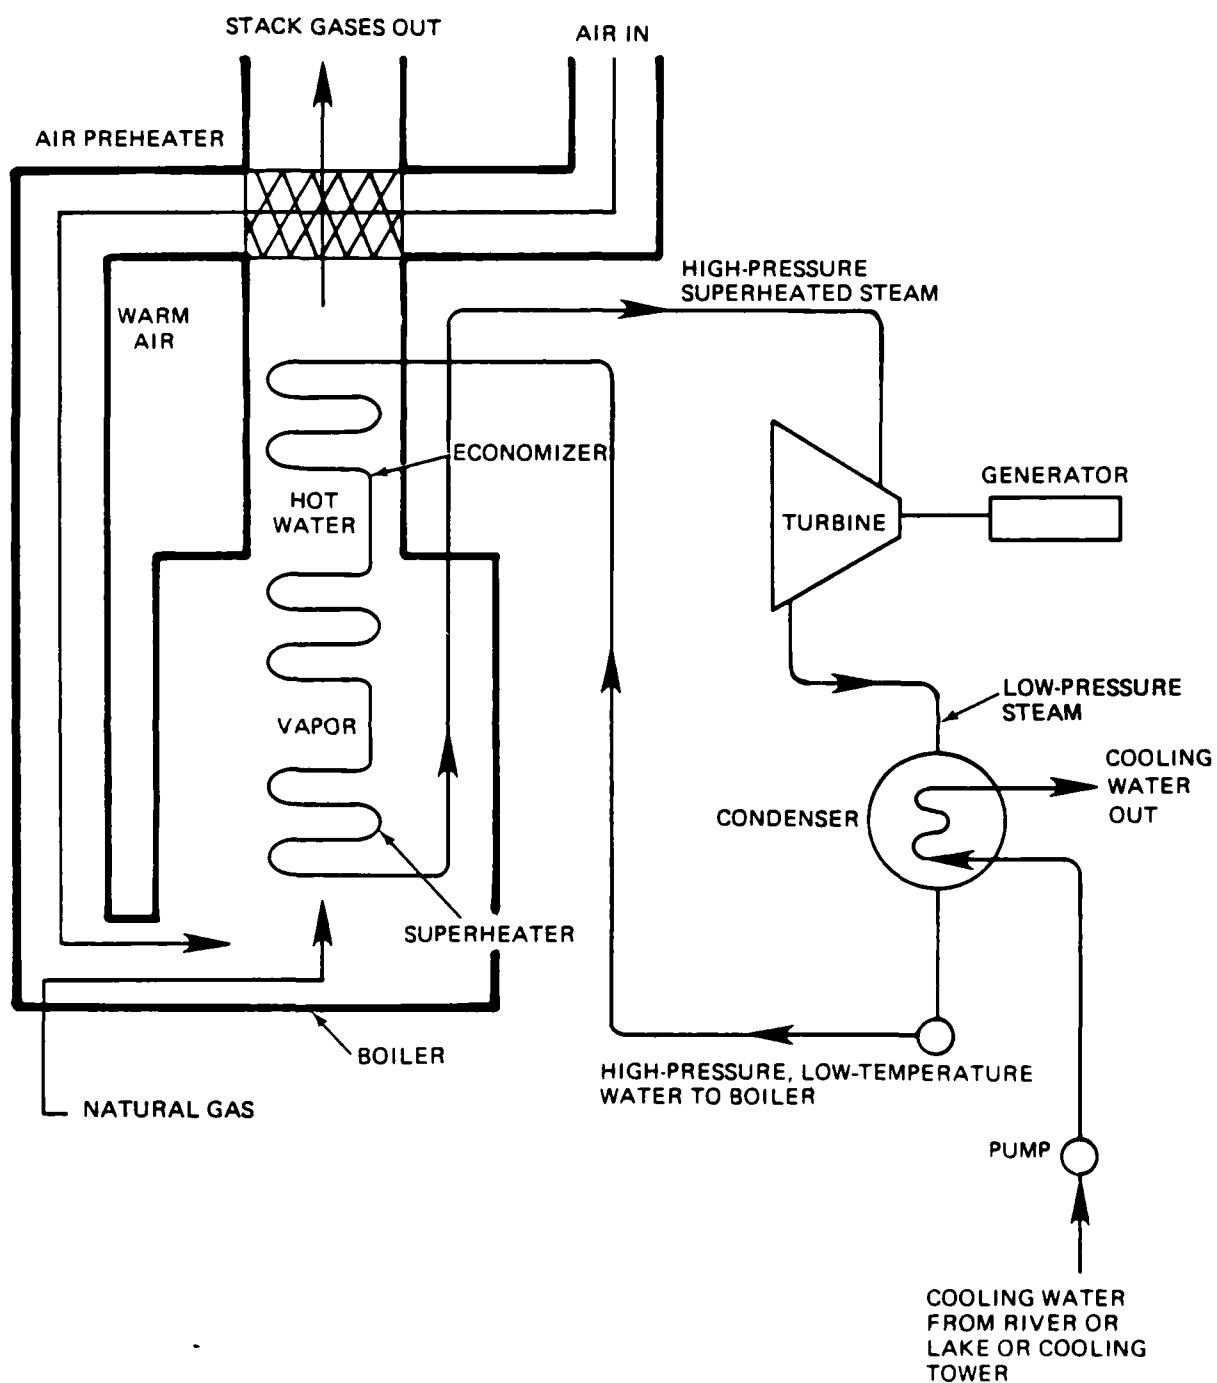 STACK GASES OUT
AIR IN
AIR PREHEATER
HIGH-PRESSURE
SUPERHEATED STEAM
WARM
AIR
ECONOMIZER
GENERATOR
HOT
WATER
TURBINE
LOW-PRESSURE
STEAM
VAPOR
COOLING
WATER
OUT
CONDENSER
SUPERHEATER
BOILER
HIGH-PRESSURE, LOW-TEMPERATURE
WATER TO BOILER
NATURAL GAS
PUMP
COOLING WATER
FROM RIVER OR
LAKE OR COOLING
TOWER